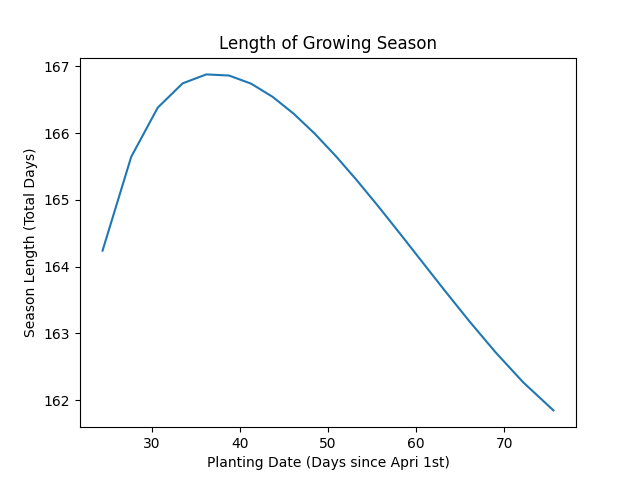 Length of Growing Season
Season Length (Total Days)
167
166
165
164
163
162
30 40 50 60 70
Planting Date (Days since Apri 1st)